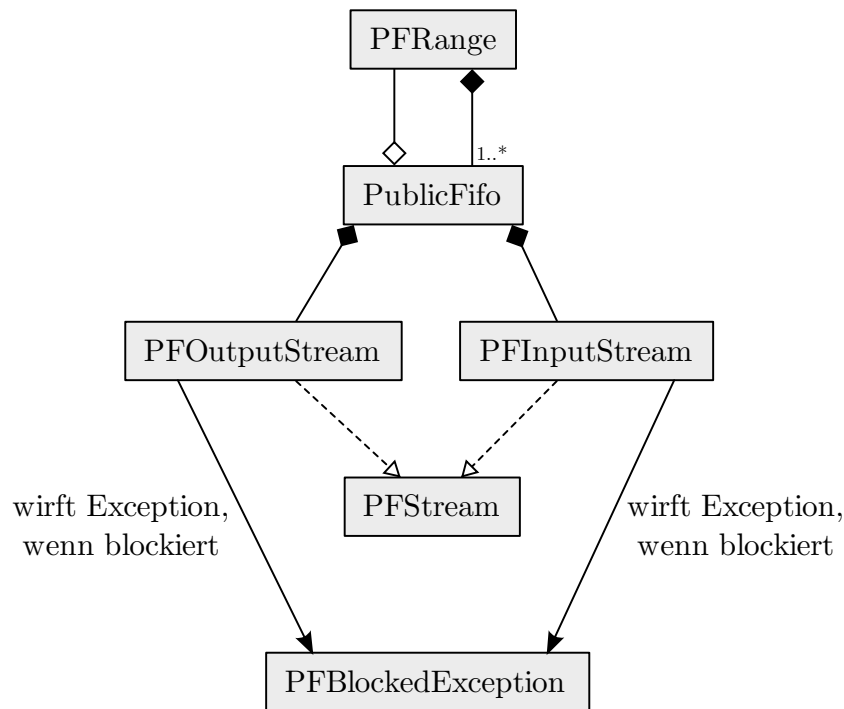 PFRange
1..*
PublicFifo
PFOutputStream
PFInputStream
wirft Exception,
wenn blockiert
PFStream
wirft Exception,
wenn blockiert
PFBlockedException